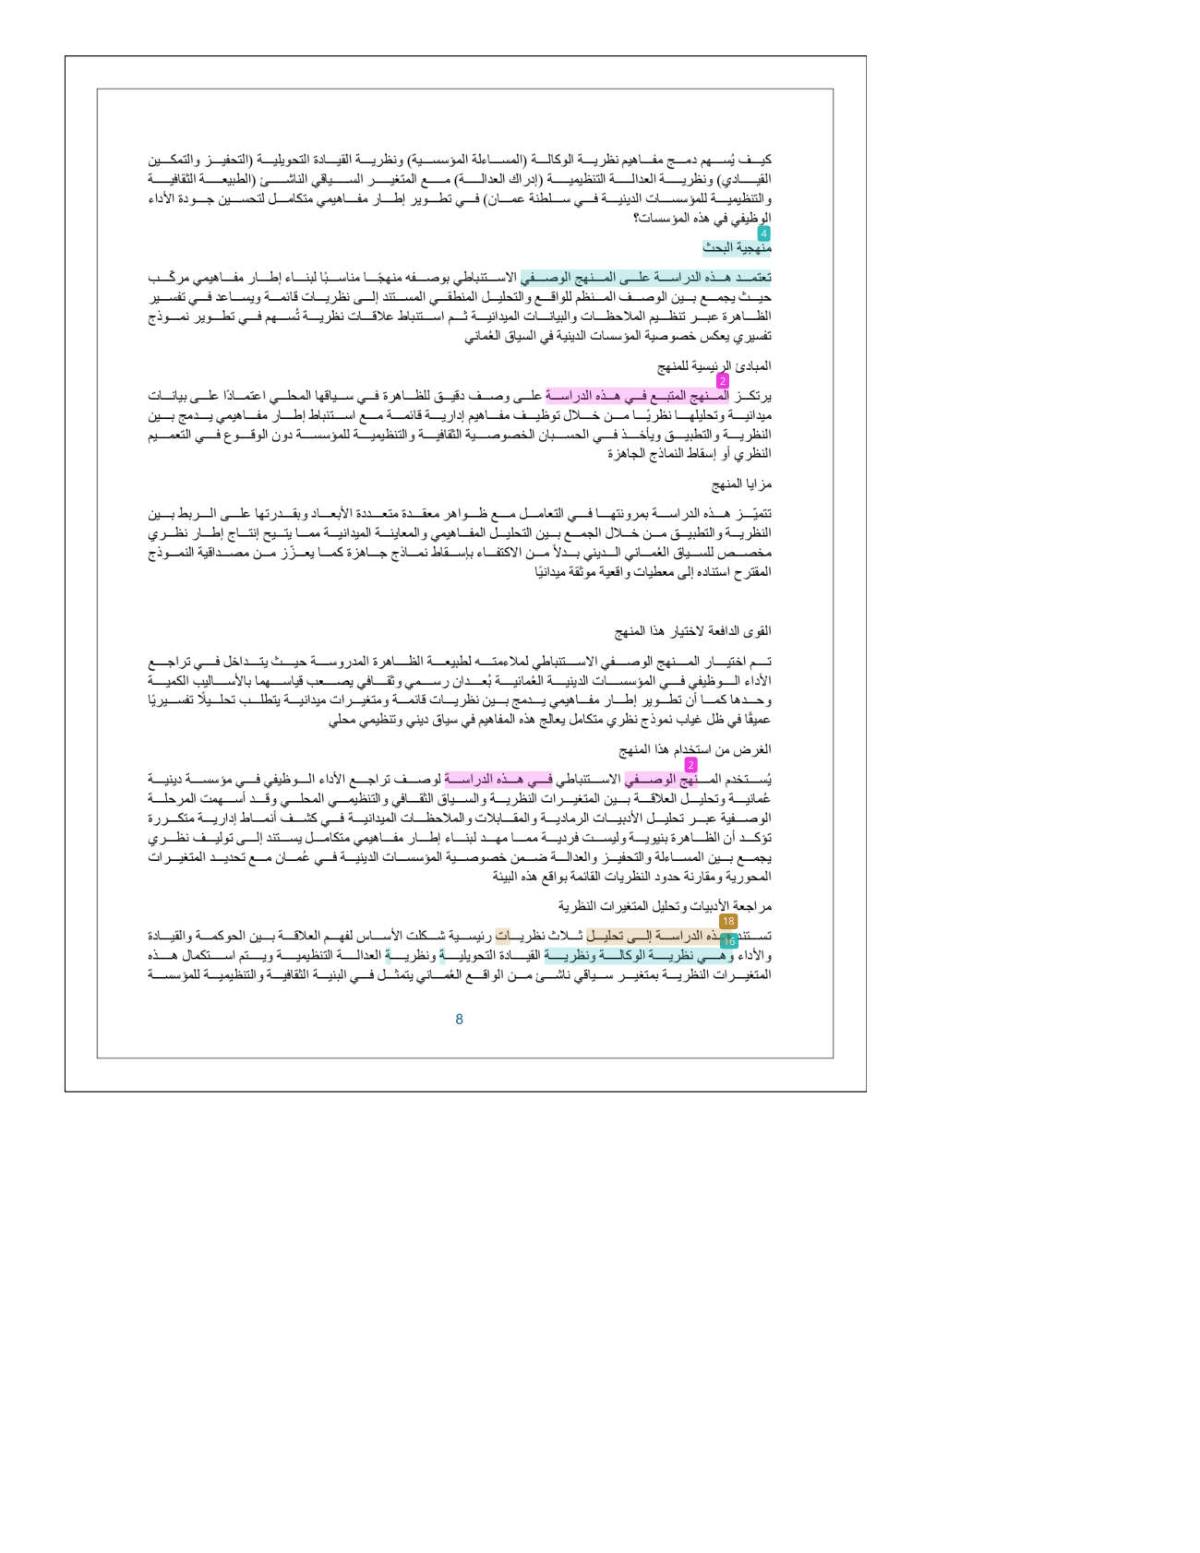 كيف يُسهم دمج مفاهيم نظرية الوكالة (المساءلة المؤسسية) ونظرية القيادة التحويلية (التحفيز والتمكين
القيادي) ونظرية العدالة التنظيمية (إدراك العدالة) مع المتغير السياقي الناشئ (الطبيعة الثقافية
والتنظيمية للمؤسسات الدينية في سلطنة عمان) في تطوير إطار مفاهيمي متكامل لتحسين جودة الأداء
الوظيفي في هذه المؤسسات؟
4
منهجية البحث
تعتمد هذه الدراسة على المنهج الوصفي الاستنباطي بوصفه منهجًا مناسبًا لبناء إطار مفاهيمي مركّب
حيث يجمع بين الوصف المنظم للواقع والتحليل المنطقي المستند إلى نظريات قائمة ويساعد في تفسير
الظاهرة عبر تنظيم الملاحظات والبيانات الميدانية ثم استنباط علاقات نظرية تُسهم في تطوير نموذج
تفسيري يعكس خصوصية المؤسسات الدينية في السياق العُماني
المبادئ الرئيسية للمنهج
2
يرتكز المنهج المتبع في هذه الدراسة على وصف دقيق للظاهرة في سياقها المحلي اعتمادًا على بيانات
ميدانية وتحليلها نظريًا من خلال توظيف مفاهيم إدارية قائمة مع استنباط إطار مفاهيمي يدمج بين
النظرية والتطبيق ويأخذ في الحسبان الخصوصية الثقافية والتنظيمية للمؤسسة دون الوقوع في التعميم
النظري أو إسقاط النماذج الجاهزة
مزايا المنهج
تتميّز هذه الدراسة بمرونتها في التعامل مع ظواهر معقدة متعددة الأبعاد وبقدرتها على الربط بين
النظرية والتطبيق من خلال الجمع بين التحليل المفاهيمي والمعاينة الميدانية مما يتيح إنتاج إطار نظري
مخصص للسياق العُماني الديني بدلاً من الاكتفاء بإسقاط نماذج جاهزة كما يعزّز من مصداقية النموذج
المقترح استناده إلى معطيات واقعية موثقة ميدانيًا
القوى الدافعة لاختيار هذا المنهج
تم اختيار المنهج الوصفي الاستنباطي لملاءمته لطبيعة الظاهرة المدروسة حيث يتداخل في تراجع
الأداء الوظيفي في المؤسسات الدينية العُمانية بُعدان رسمي وثقافي يصعب قياسهما بالأساليب الكمية
وحدها كما أن تطوير إطار مفاهيمي يدمج بين نظريات قائمة ومتغيرات ميدانية يتطلب تحليلًا تفسيريًا
عميقًا في ظل غياب نموذج نظري متكامل يعالج هذه المفاهيم في سياق ديني وتنظيمي محلي
الغرض من استخدام هذا المنهج
2
يُستخدم المنهج الوصفي الاستنباطي في هذه الدراسة لوصف تراجع الأداء الوظيفي في مؤسسة دينية
عُمانية وتحليل العلاقة بين المتغيرات النظرية والسياق الثقافي والتنظيمي المحلي وقد أسهمت المرحلة
الوصفية عبر تحليل الأدبيات الرمادية والمقابلات والملاحظات الميدانية في كشف أنماط إدارية متكررة
تؤكد أن الظاهرة بنيوية وليست فردية مما مهد لبناء إطار مفاهيمي متكامل يستند إلى توليف نظري
يجمع بين المساءلة والتحفيز والعدالة ضمن خصوصية المؤسسات الدينية في عُمان مع تحديد المتغيرات
المحورية ومقارنة حدود النظريات القائمة بواقع هذه البيئة
مراجعة الأدبيات وتحليل المتغيرات النظرية
18
تستند هذه الدراسة إلى تحليل ثلاث نظريات رئيسية شكلت الأساس لفهم العلاقة بين الحوكمة والقيادة
16
والأداء وهي نظرية الوكالة ونظرية القيادة التحويلية ونظرية العدالة التنظيمية ويتم استكمال هذه
المتغيرات النظرية بمتغير سياقي ناشئ من الواقع العُماني يتمثل في البنية الثقافية والتنظيمية للمؤسسة
8